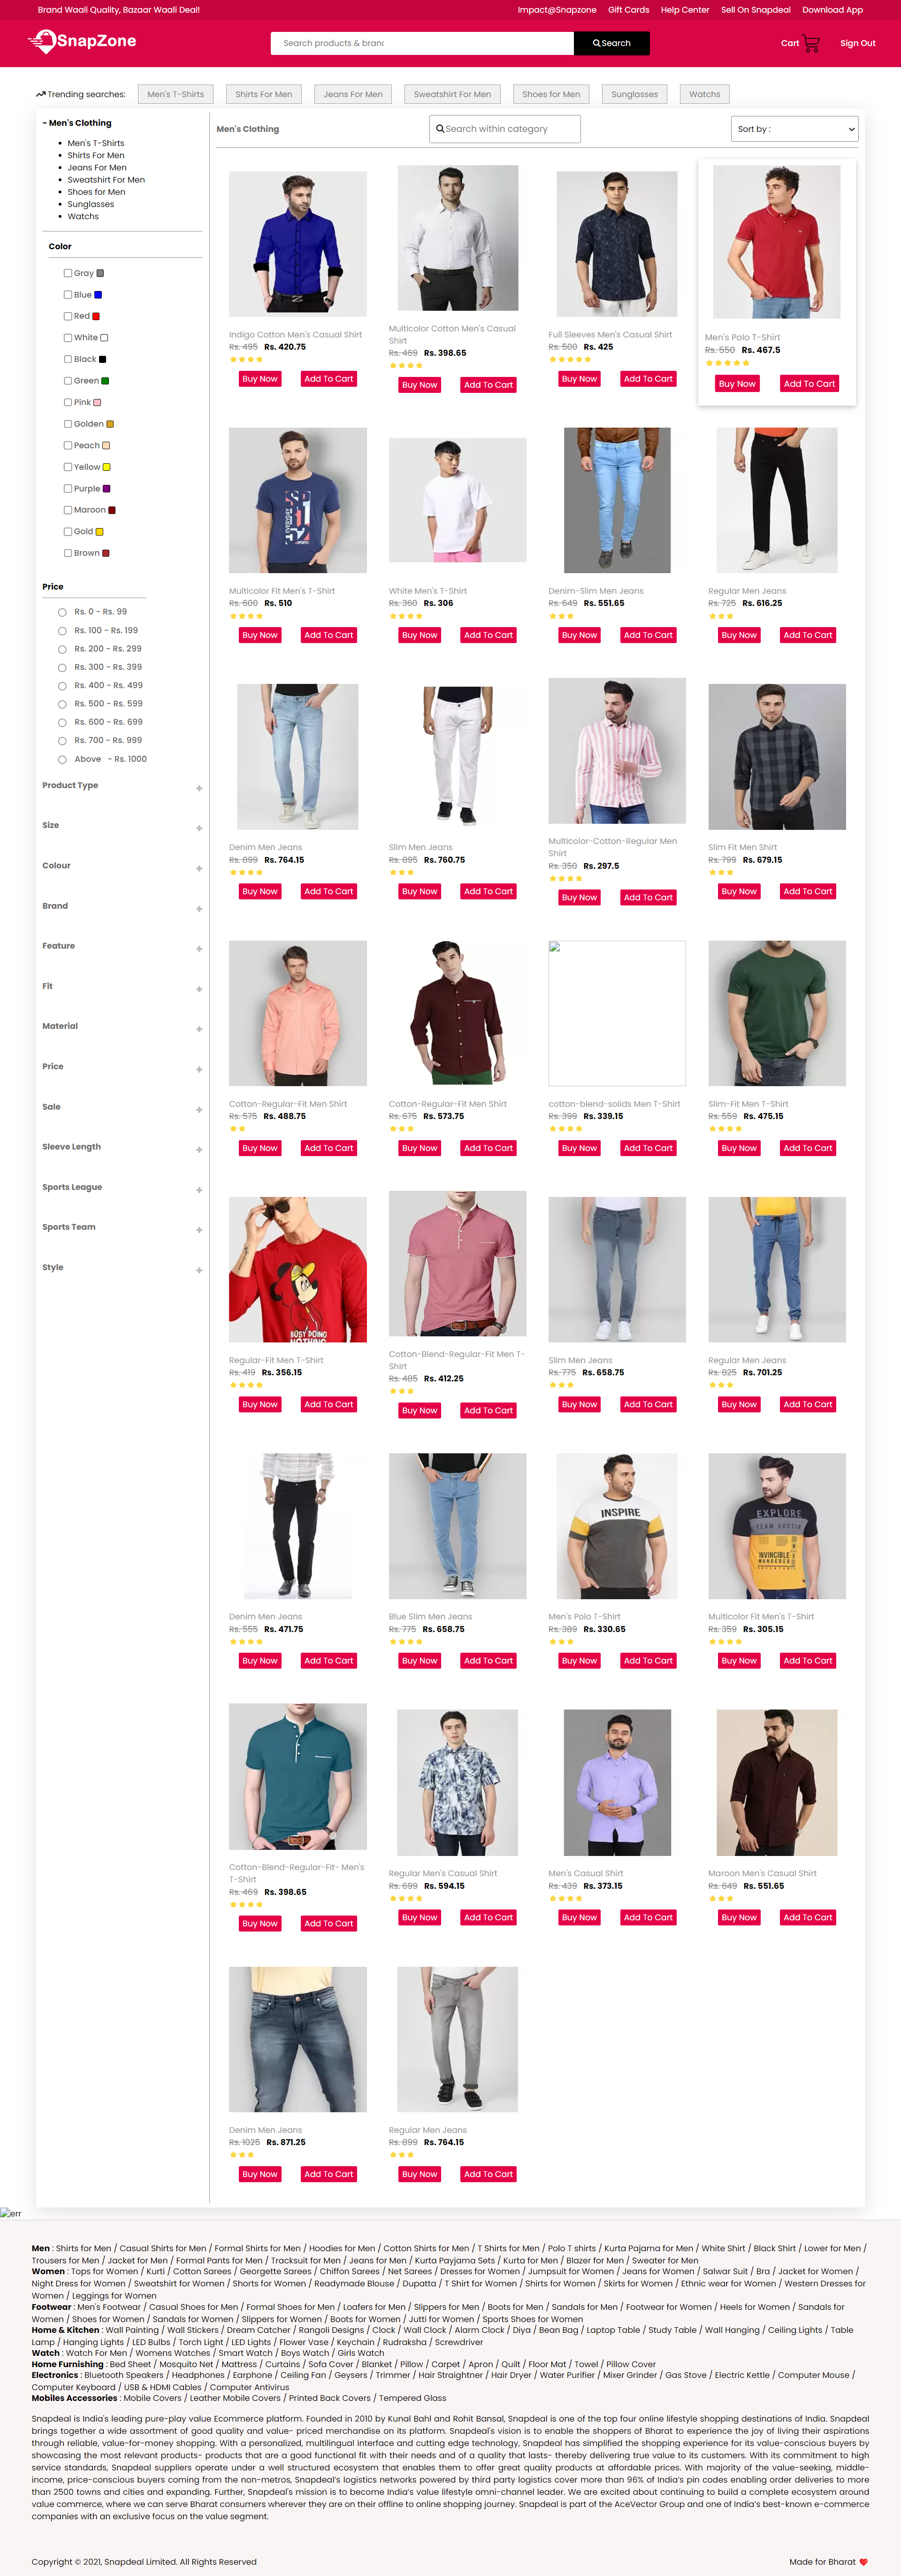 Brand Waali Quality, Bazaar Waali Deal!
Impact@Snapzone Gift Cards Help Center Sell On Snapdeal Download App
SnapZone
Search products & brand
Search
Cart
Sign Out
Trending searches: Men's T-Shirts Shirts For Men Jeans For Men Sweatshirt For Men Shoes for Men Sunglasses Watchs
- Men's Clothing
Men's T-Shirts
Shirts For Men
Jeans For Men
Sweatshirt For Men
Shoes for Men
Sunglasses
Watchs
Color
Gray
Blue
Red
White
Black
Green
Pink
Golden
Peach
Yellow
Purple
Maroon
Gold
Brown
Price
Rs. 0 - Rs. 99
Rs. 100 - Rs. 199
Rs. 200 - Rs. 299
Rs. 300 - Rs. 399
Rs. 400 - Rs. 499
Rs. 500 - Rs. 599
Rs. 600 - Rs. 699
Rs. 700 - Rs. 999
Above - Rs. 1000
Product Type +
Size +
Colour +
Brand +
Feature +
Fit +
Material +
Price +
Sale +
Sleeve Length +
Sports League +
Sports Team +
Style +
Men's Clothing
Search within category
Sort by :
Indigo Cotton Men's Casual Shirt
Rs. 495 Rs. 420.75
Buy Now Add To Cart
Multicolor Cotton Men's Casual
Shirt
Rs. 469 Rs. 398.65
Buy Now Add To Cart
Full Sleeves Men's Casual Shirt
Rs. 500 Rs. 425
Buy Now Add To Cart
Men's Polo T-Shirt
Rs. 550 Rs. 467.5
Buy Now Add To Cart
EVERYDAY
SPORTS
Multicolor Fit Men's T-Shirt
Rs. 600 Rs. 510
Buy Now Add To Cart
White Men's T-Shirt
Rs. 360 Rs. 306
Buy Now Add To Cart
Denim-Slim Men Jeans
Rs. 649 Rs. 551.65
Buy Now Add To Cart
Regular Men Jeans
Rs. 725 Rs. 616.25
Buy Now Add To Cart
Denim Men Jeans
Rs. 899 Rs. 764.15
Buy Now Add To Cart
Slim Men Jeans
Rs. 895 Rs. 760.75
Buy Now Add To Cart
Multicolor-Cotton-Regular Men
Shirt
Rs. 350 Rs. 297.5
Buy Now Add To Cart
Slim Fit Men Shirt
Rs. 799 Rs. 679.15
Buy Now Add To Cart
Cotton-Regular-Fit Men Shirt
Rs. 575 Rs. 488.75
Buy Now Add To Cart
Cotton-Regular-Fit Men Shirt
Rs. 675 Rs. 573.75
Buy Now Add To Cart
cotton-blend-solids Men T-Shirt
Rs. 399 Rs. 339.15
Buy Now Add To Cart
Slim-Fit Men T-Shirt
Rs. 559 Rs. 475.15
Buy Now Add To Cart
BUSY DOING
NOTHING
Regular-Fit Men T-Shirt
Rs. 419 Rs. 356.15
Buy Now Add To Cart
Cotton-Blend-Regular-Fit Men T-
Shirt
Rs. 485 Rs. 412.25
Buy Now Add To Cart
Slim Men Jeans
Rs. 775 Rs. 658.75
Buy Now Add To Cart
Regular Men Jeans
Rs. 825 Rs. 701.25
Buy Now Add To Cart
Denim Men Jeans
Rs. 555 Rs. 471.75
Buy Now Add To Cart
Blue Slim Men Jeans
Rs. 775 Rs. 658.75
Buy Now Add To Cart
INSPIRE
Men's Polo T-Shirt
Rs. 389 Rs. 330.65
Buy Now Add To Cart
EXPLORE
TEAM AUSTIN
INVINCIBLE
WANDERER
Multicolor Fit Men's T-Shirt
Rs. 359 Rs. 305.15
Buy Now Add To Cart
Cotton-Blend-Regular-Fit- Men's
T-Shirt
Rs. 469 Rs. 398.65
Buy Now Add To Cart
Regular Men's Casual Shirt
Rs. 699 Rs. 594.15
Buy Now Add To Cart
Men's Casual Shirt
Rs. 439 Rs. 373.15
Buy Now Add To Cart
Maroon Men's Casual Shirt
Rs. 649 Rs. 551.65
Buy Now Add To Cart
Denim Men Jeans
Rs. 1025 Rs. 871.25
Buy Now Add To Cart
Regular Men Jeans
Rs. 899 Rs. 764.15
Buy Now Add To Cart
err
Men : Shirts for Men / Casual Shirts for Men / Formal Shirts for Men / Hoodies for Men / Cotton Shirts for Men / T Shirts for Men / Polo T shirts / Kurta Pajama for Men / White Shirt / Black Shirt / Lower for Men /
Trousers for Men / Jacket for Men / Formal Pants for Men / Tracksuit for Men / Jeans for Men / Kurta Payjama Sets / Kurta for Men / Blazer for Men / Sweater for Men
Women : Tops for Women / Kurti / Cotton Sarees / Georgette Sarees / Chiffon Sarees / Net Sarees / Dresses for Women / Jumpsuit for Women / Jeans for Women / Salwar Suit / Bra / Jacket for Women /
Night Dress for Women / Sweatshirt for Women / Shorts for Women / Readymade Blouse / Dupatta / T Shirt for Women / Shirts for Women / Skirts for Women / Ethnic wear for Women / Western Dresses for
Women / Leggings for Women
Footwear : Men's Footwear / Casual Shoes for Men / Formal Shoes for Men / Loafers for Men / Slippers for Men / Boots for Men / Sandals for Men / Footwear for Women / Heels for Women / Sandals for
Women / Shoes for Women / Sandals for Women / Slippers for Women / Boots for Women / Jutti for Women / Sports Shoes for Women
Home & Kitchen : Wall Painting / Wall Stickers / Dream Catcher / Rangoli Designs / Clock / Wall Clock / Alarm Clock / Diya / Bean Bag / Laptop Table / Study Table / Wall Hanging / Ceiling Lights / Table
Lamp / Hanging Lights / LED Bulbs / Torch Light / LED Lights / Flower Vase / Keychain / Rudraksha / Screwdriver
Watch : Watch For Men / Womens Watches / Smart Watch / Boys Watch / Girls Watch
Home Furnishing : Bed Sheet / Mosquito Net / Mattress / Curtains / Sofa Cover / Blanket / Pillow / Carpet / Apron / Quilt / Floor Mat / Towel / Pillow Cover
Electronics : Bluetooth Speakers / Headphones / Earphone / Ceiling Fan / Geysers / Trimmer / Hair Straighter / Hair Dryer / Water Purifier / Mixer Grinder / Gas Stove / Electric Kettle / Computer Mouse /
Computer Keyboard / USB & HDMI Cables / Computer Antivirus
Mobiles Accessories : Mobile Covers / Leather Mobile Covers / Printed Back Covers / Tempered Glass
Snapdeal is India's leading pure-play value Ecommerce platform. Founded in 2010 by Kunal Bahl and Rohit Bansal, Snapdeal is one of the top four online lifestyle shopping destinations of India. Snapdeal
brings together a wide assortment of good quality and value- priced merchandise on its platform. Snapdeal's vision is to enable the shoppers of Bharat to experience the joy of living their aspirations
through reliable, value-for-money shopping. With a personalized, multilingual interface and cutting edge technology, Snapdeal has simplified the shopping experience for its value-conscious buyers by
showcasing the most relevant products- products that are a good functional fit with their needs and of a quality that lasts- thereby delivering true value to its customers. With its commitment to high
service standards, Snapdeal suppliers operate under a well structured ecosystem that enables them to offer great quality products at affordable prices. With majority of the value-seeking, middle-
income, price-conscious buyers coming from the non-metros, Snapdeal's logistics networks powered by third party logistics cover more than 96% of India's pin codes enabling order deliveries to more
than 2500 towns and cities and expanding. Further, Snapdeal's mission is to become India's value lifestyle omni-channel leader. We are excited about continuing to build a complete ecosystem around
value commerce, where we can serve Bharat consumers wherever they are on their offline to online shopping journey. Snapdeal is part of the AceVector Group and one of India's best-known e-commerce
companies with an exclusive focus on the value segment.
Copyright © 2021, Snapdeal Limited. All Rights Reserved
Made for Bharat